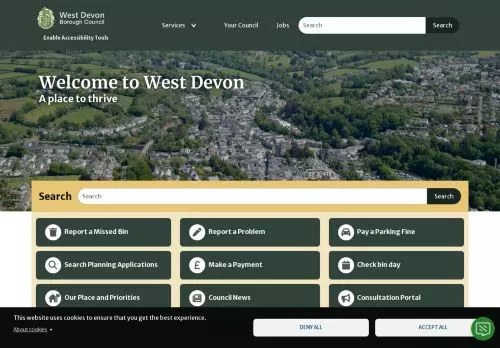 West Devon
Borough Council
Enable Accessibility Tools
Services
Your Council
Jobs
Search
Search
Welcome to West Devon
A place to thrive
Search
Search
Search
Report a Missed Bin
Report a Problem
Pay a Parking Fine
Search Planning Applications
Make a Payment
Check bin day
Our Place and Priorities
Council News
Consultation Portal
This website uses cookies to ensure that you get the best experience.
About cookies
DENY ALL
ACCEPT ALL